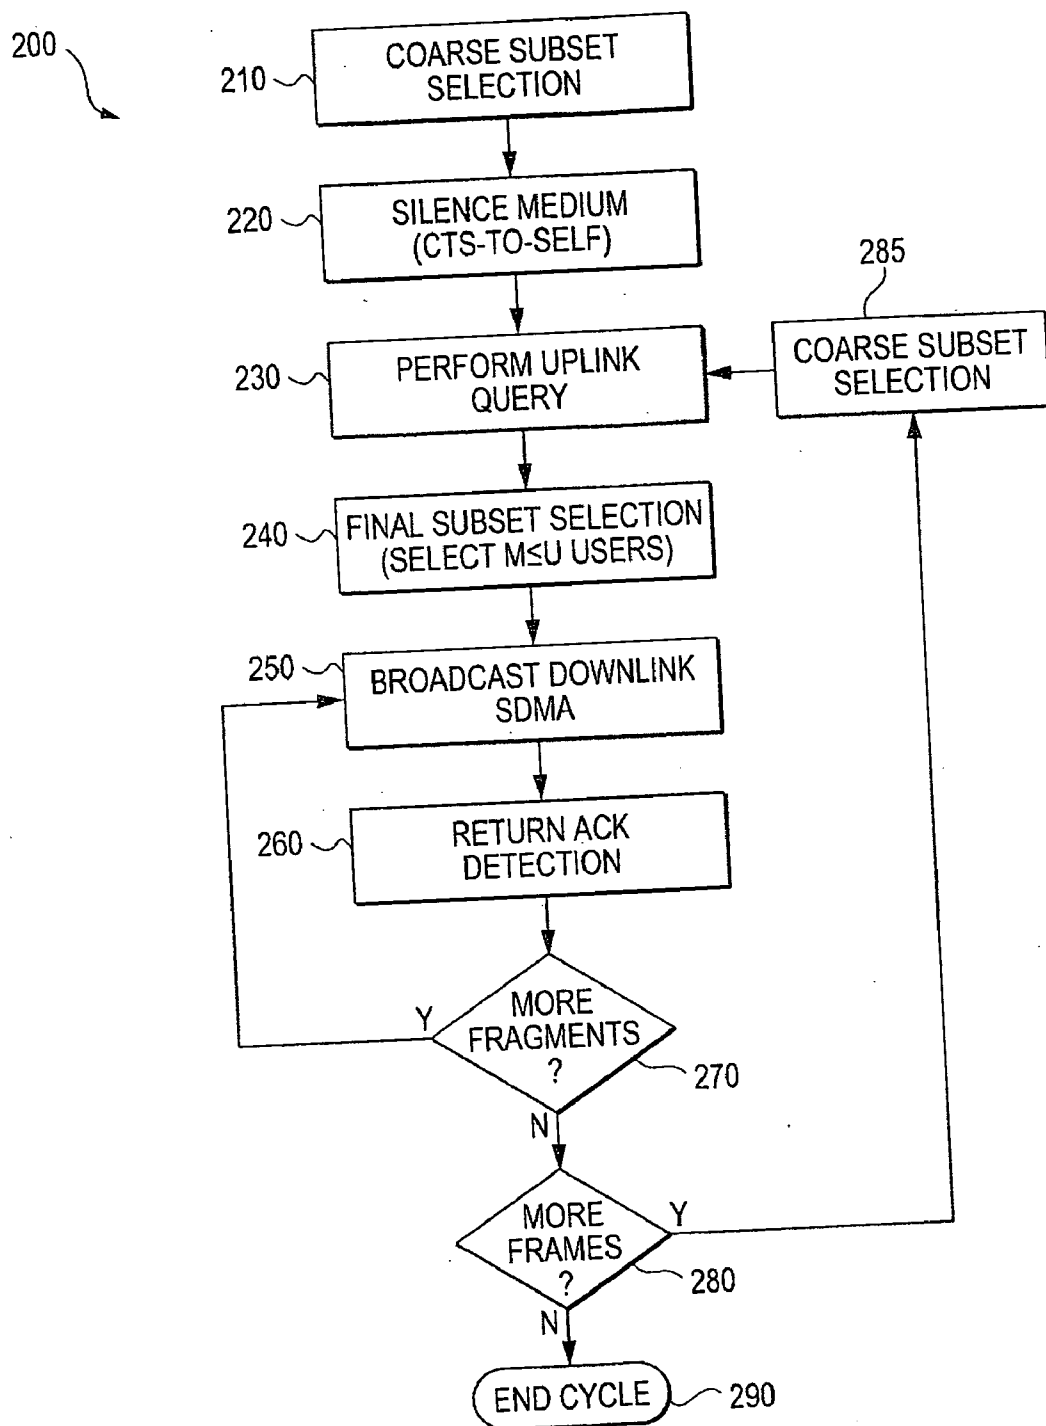 200
COARSE SUBSET
SELECTION
210
SILENCE MEDIUM
(CTS-TO-SELF)
220
285
COARSE SUBSET
SELECTION
PERFORM UPLINK
QUERY
230
FINAL SUBSET SELECTION
(SELECT M≤U USERS)
240
250
BROADCAST DOWNLINK
SDMA
RETURN ACK
DETECTION
260
MORE
FRAGMENTS
?
Y
270
N
MORE
FRAMES
?
Y
280
N
END CYCLE
290